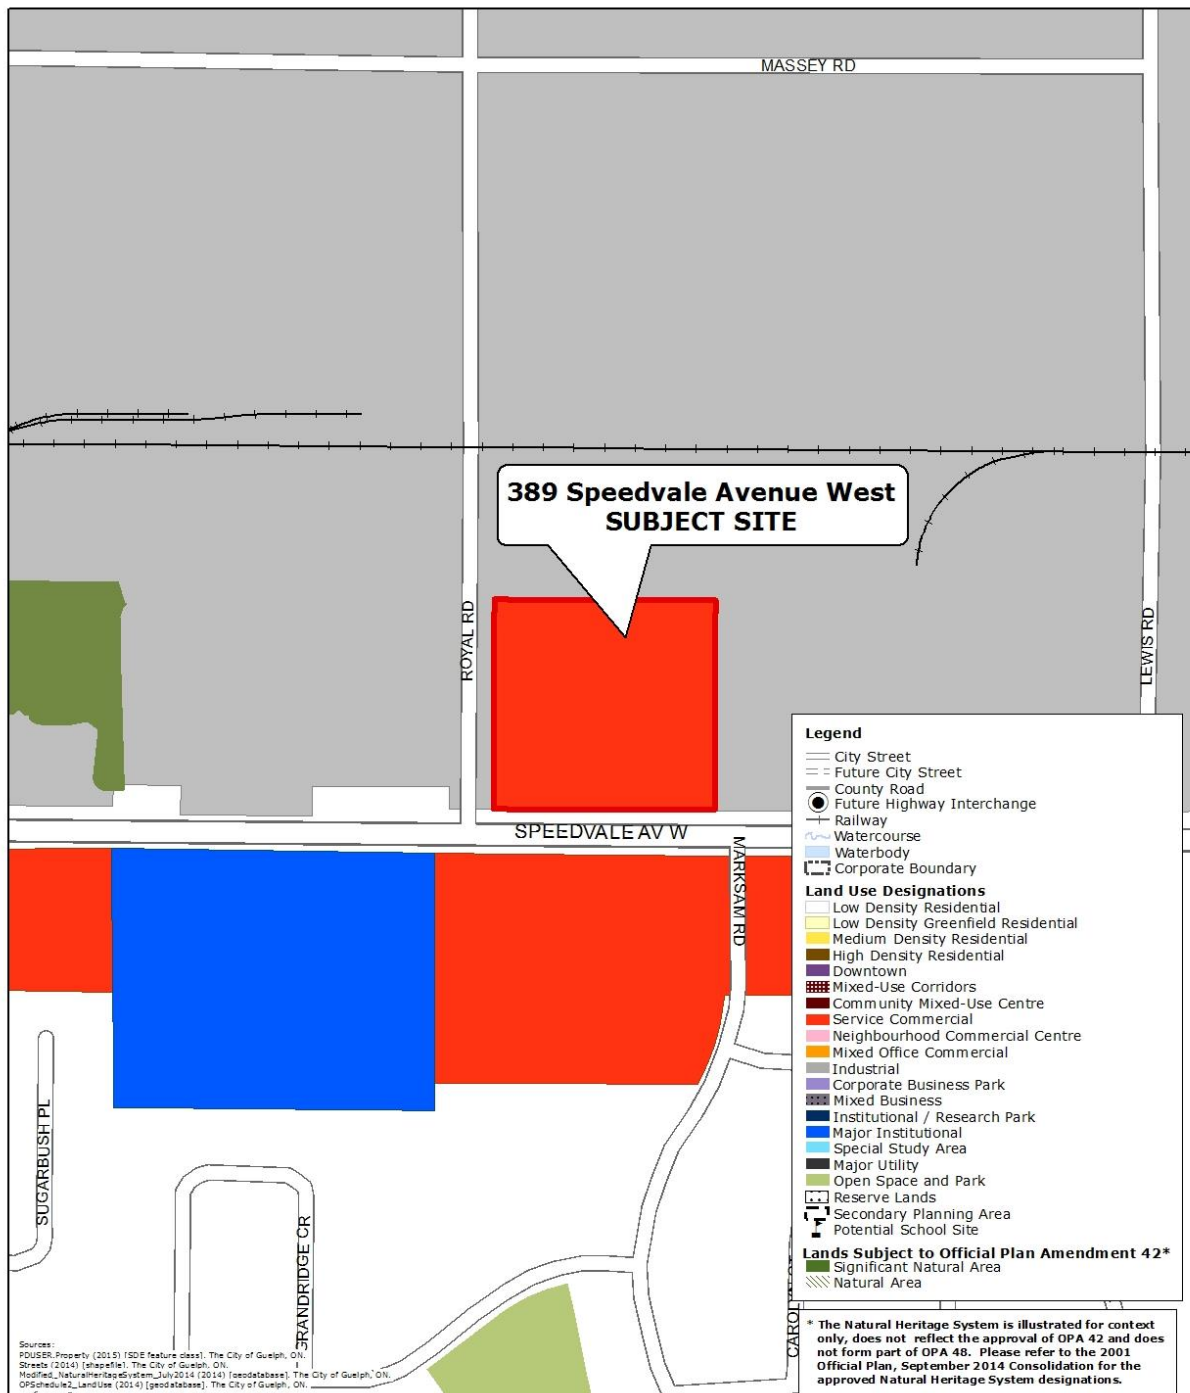 MASSEY RD
389 Speedvale Avenue West
SUBJECT SITE
ROYAL RD
LEWIS RD
SPEEDVALE AV W
MARKSAM RD
SUGARBUSH PL
GRANDRIDGE CR
Legend
City Street
Future City Street
County Road
Future Highway Interchange
Railway
Watercourse
Waterbody
Corporate Boundary
Land Use Designations
Low Density Residential
Low Density Greenfield Residential
Medium Density Residential
High Density Residential
Downtown
Mixed-Use Corridors
Community Mixed-Use Centre
Service Commercial
Neighbourhood Commercial Centre
Mixed Office Commercial
Industrial
Corporate Business Park
Mixed Business
Institutional / Research Park
Major Institutional
Special Study Area
Major Utility
Open Space and Park
Reserve Lands
Secondary Planning Area
Potential School Site
Lands Subject to Official Plan Amendment 42*
Significant Natural Area
Natural Area
* The Natural Heritage System is illustrated for context
only, does not reflect the approval of OPA 42 and does
not form part of OPA 48. Please refer to the 2001
Official Plan, September 2014 Consolidation for the
approved Natural Heritage System designations.
Sources:
PDUSER.Property (2015) [SDE feature class]. The City of Guelph, ON.
Streets (2014) [shapefile]. The City of Guelph, ON.
Modified_NaturalHeritageSystem_July2014 (2014) [geodatabase]. The City of Guelph, ON.
OPSchedule2_LandUse (2014) [geodatabase]. The City of Guelph, ON.